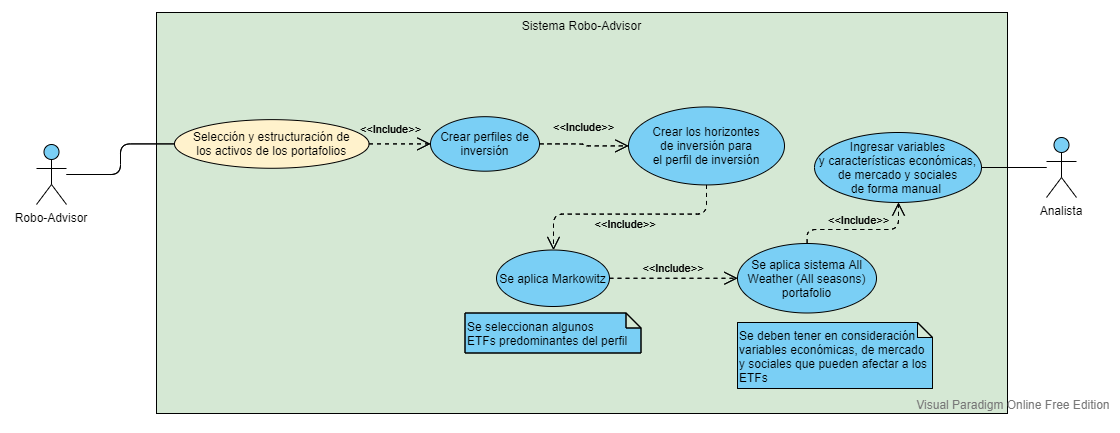 Sistema Robo-Advisor
Selección y estructuración de
los activos de los portafolios
<<Include>>
Crear perfiles de
inversión
<<Include>>
Crear los horizontes
de inversión para
el perfil de inversión
Ingresar variables
y características económicas,
de mercado y sociales
de forma manual
Robo-Advisor
Analista
<<Include>>
<<Include>>
Se aplica Markowitz
<<Include>>
Se aplica sistema All
Weather (All seasons)
portafolio
Se seleccionan algunos
ETFs predominantes del perfil
Se deben tener en consideración
variables económicas, de mercado
y sociales que pueden afectar a los
ETFs
Visual Paradigm Online Free Edition